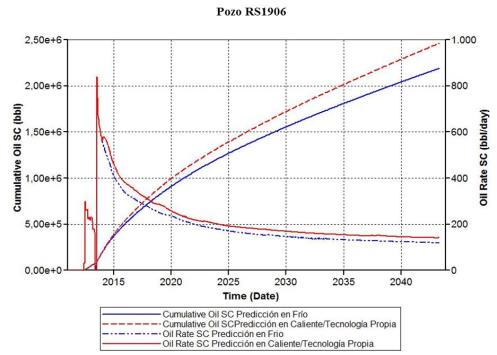 Pozo RS1906
2,50e+6
2,00e+6
1,50e+6
1,00e+6
5,00e+5
0,00e+0
Cumulative Oil SC (bbl)
1.000
800
600
400
200
0
Oil Rate SC (bbl/day)
2015 2020 2025 2030 2035 2040
Time (Date)
Cumulative Oil SC Predicción en Frío
Cumulative Oil SCPredicción en Caliente/Tecnología Propia
Oil Rate SC Predicción en Frio
Oil Rate SC Predicción en Caliente/Tecnología Propia